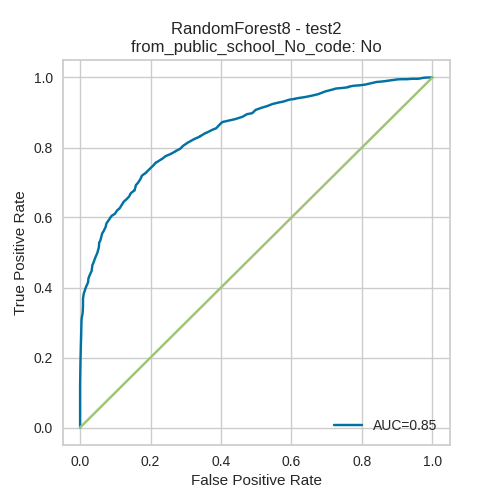 RandomForest8 - test2
from_public_school_No_code: No
True Positive Rate
1.0
0.8
0.6
0.4
0.2
0.0
AUC=0.85
0.0 0.2 0.4 0.6 0.8 1.0
False Positive Rate